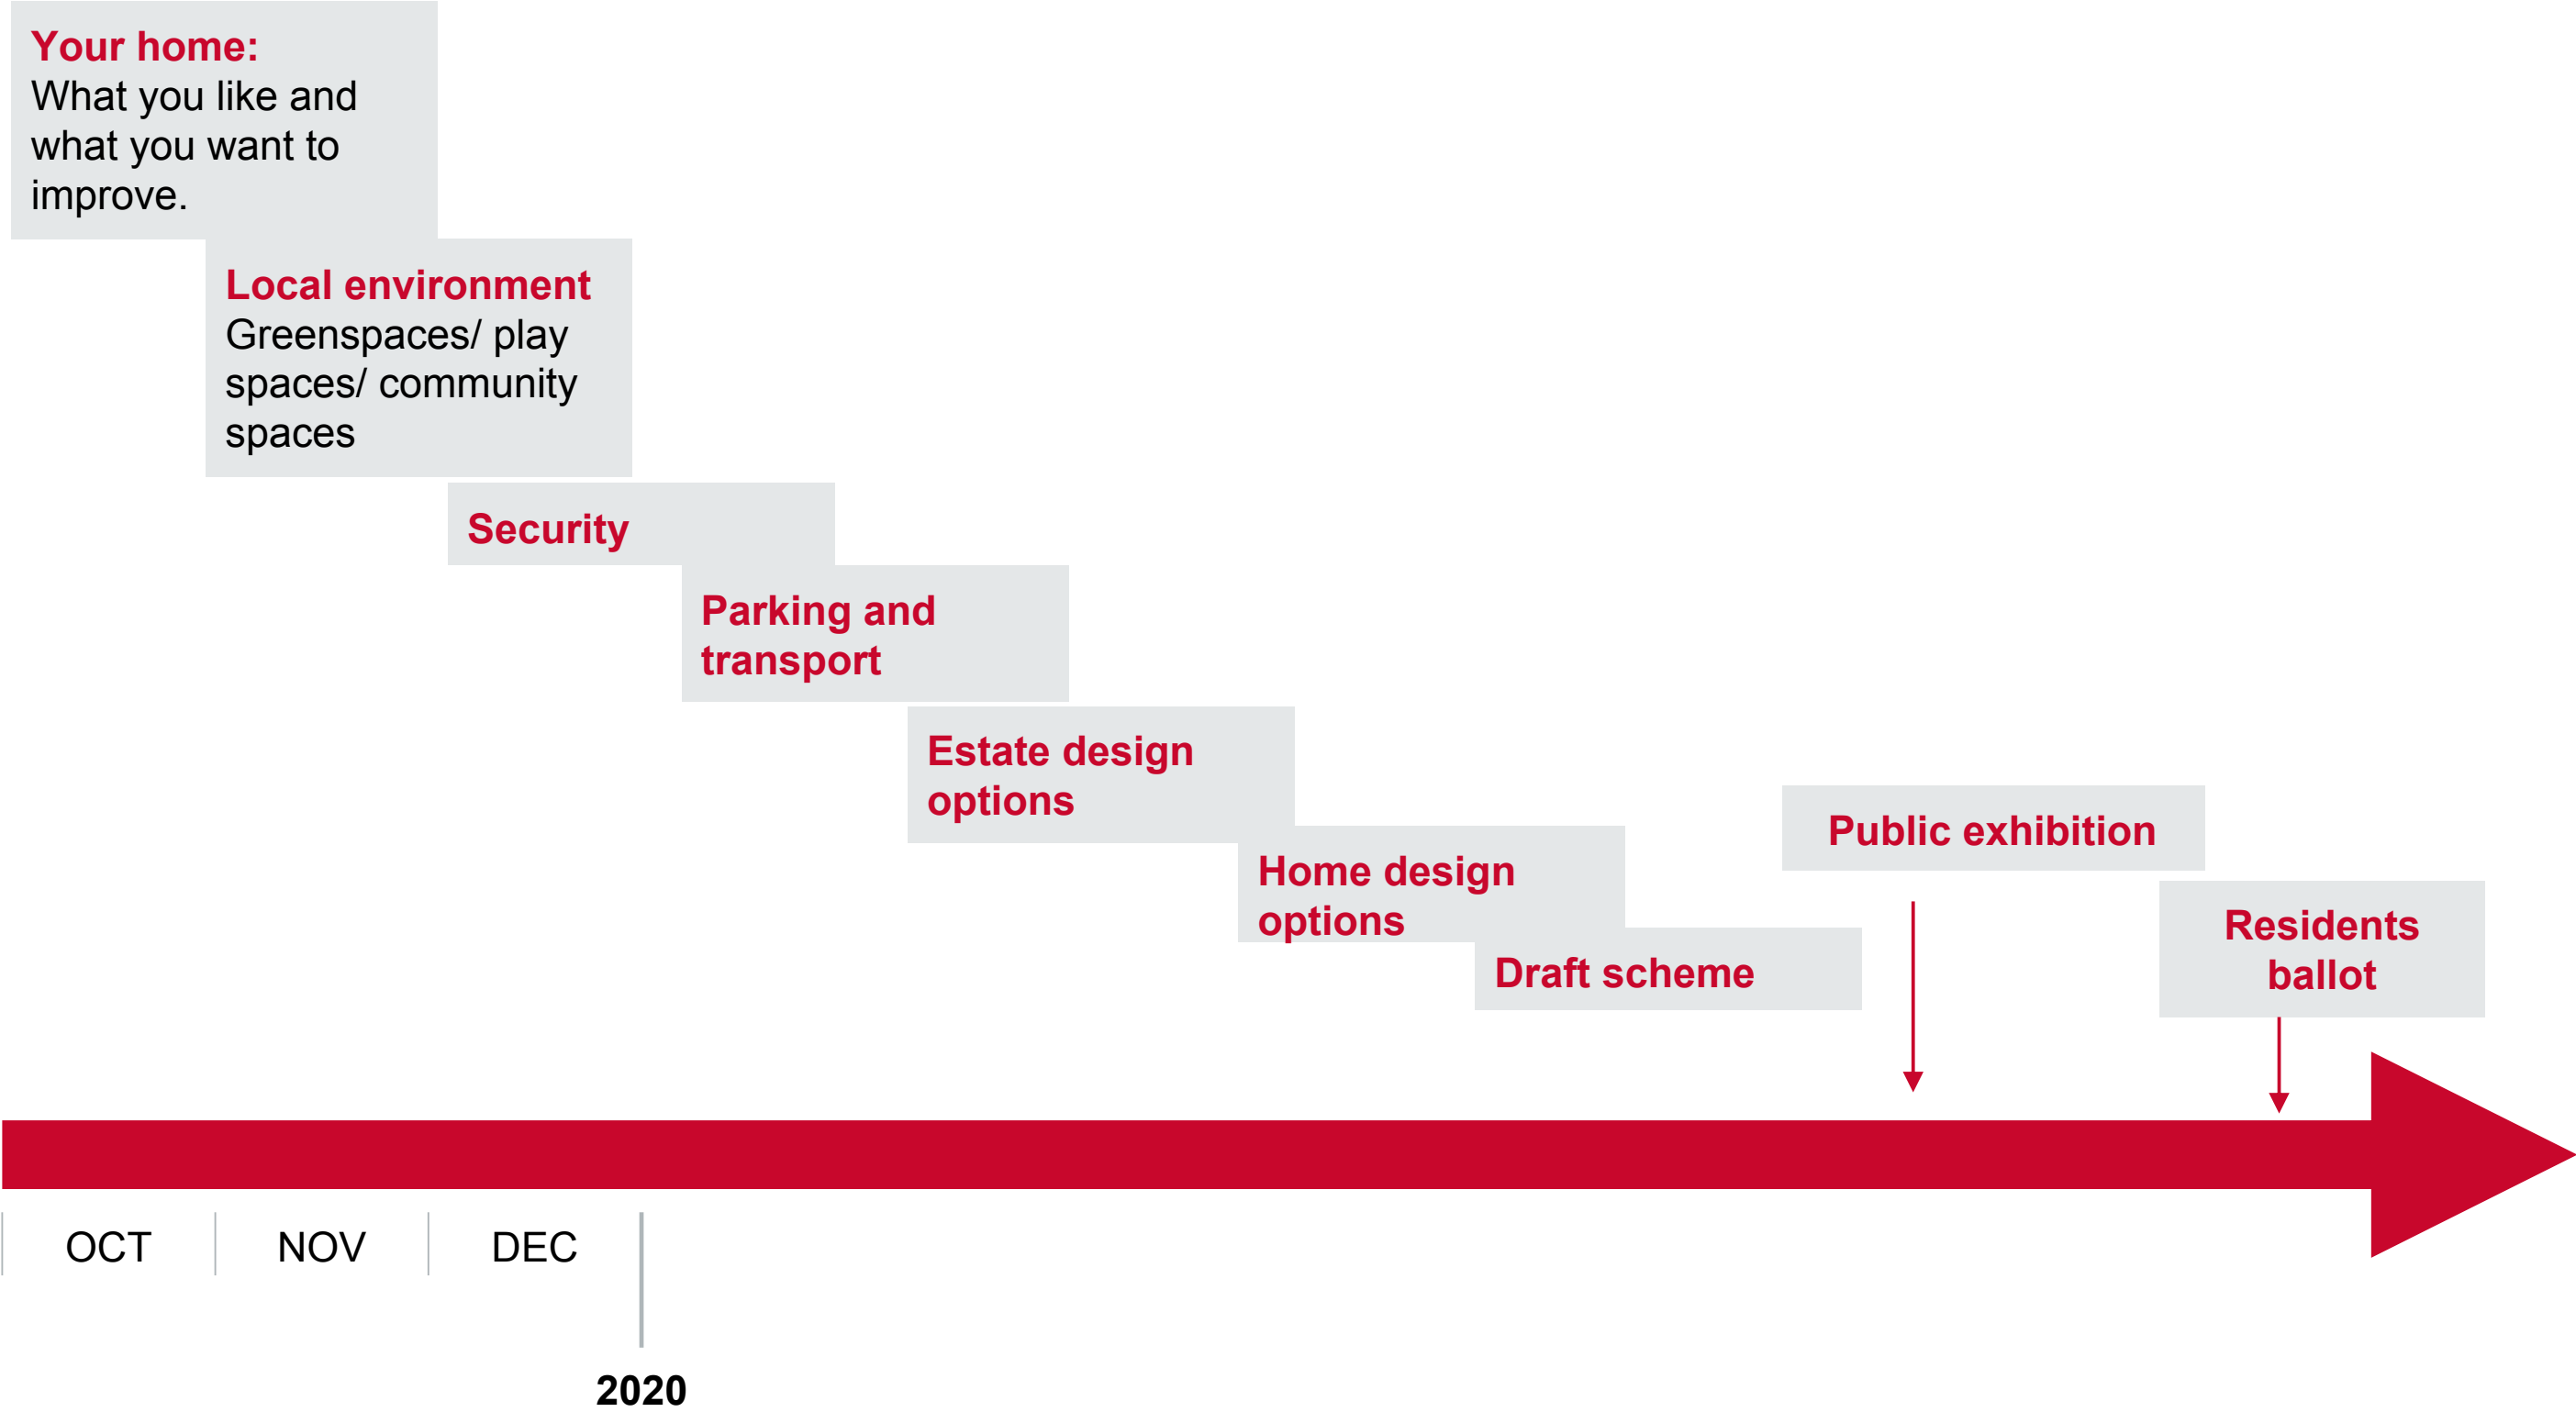 Your home:
What you like and
what you want to
improve.
Local environment
Greenspaces/ play
spaces/ community
spaces
Security
Parking and
transport
Estate design
options
Home design
options
Draft scheme
Public exhibition
Residents
ballot
OCT
NOV
DEC
2020